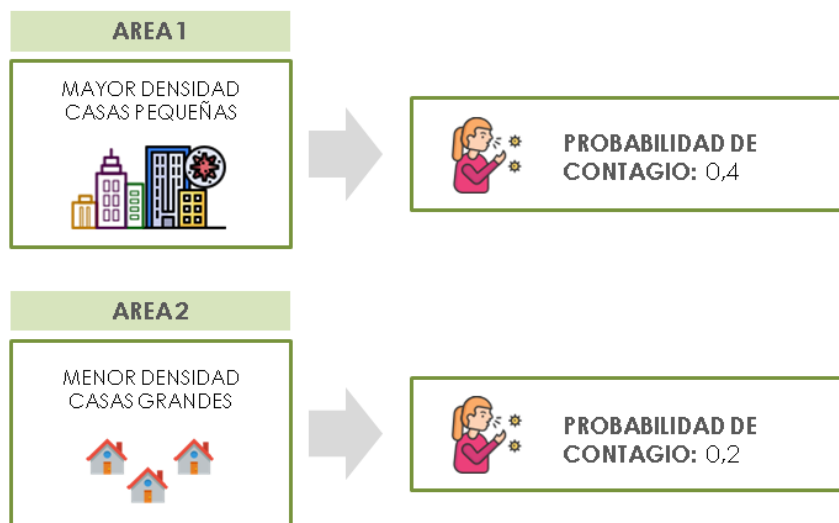 AREA 1
MAYOR DENSIDAD
CASAS PEQUEÑAS
PROBABILIDAD DE
CONTAGIO: 0,4
AREA 2
MENOR DENSIDAD
CASAS GRANDES
PROBABILIDAD DE
CONTAGIO: 0,2